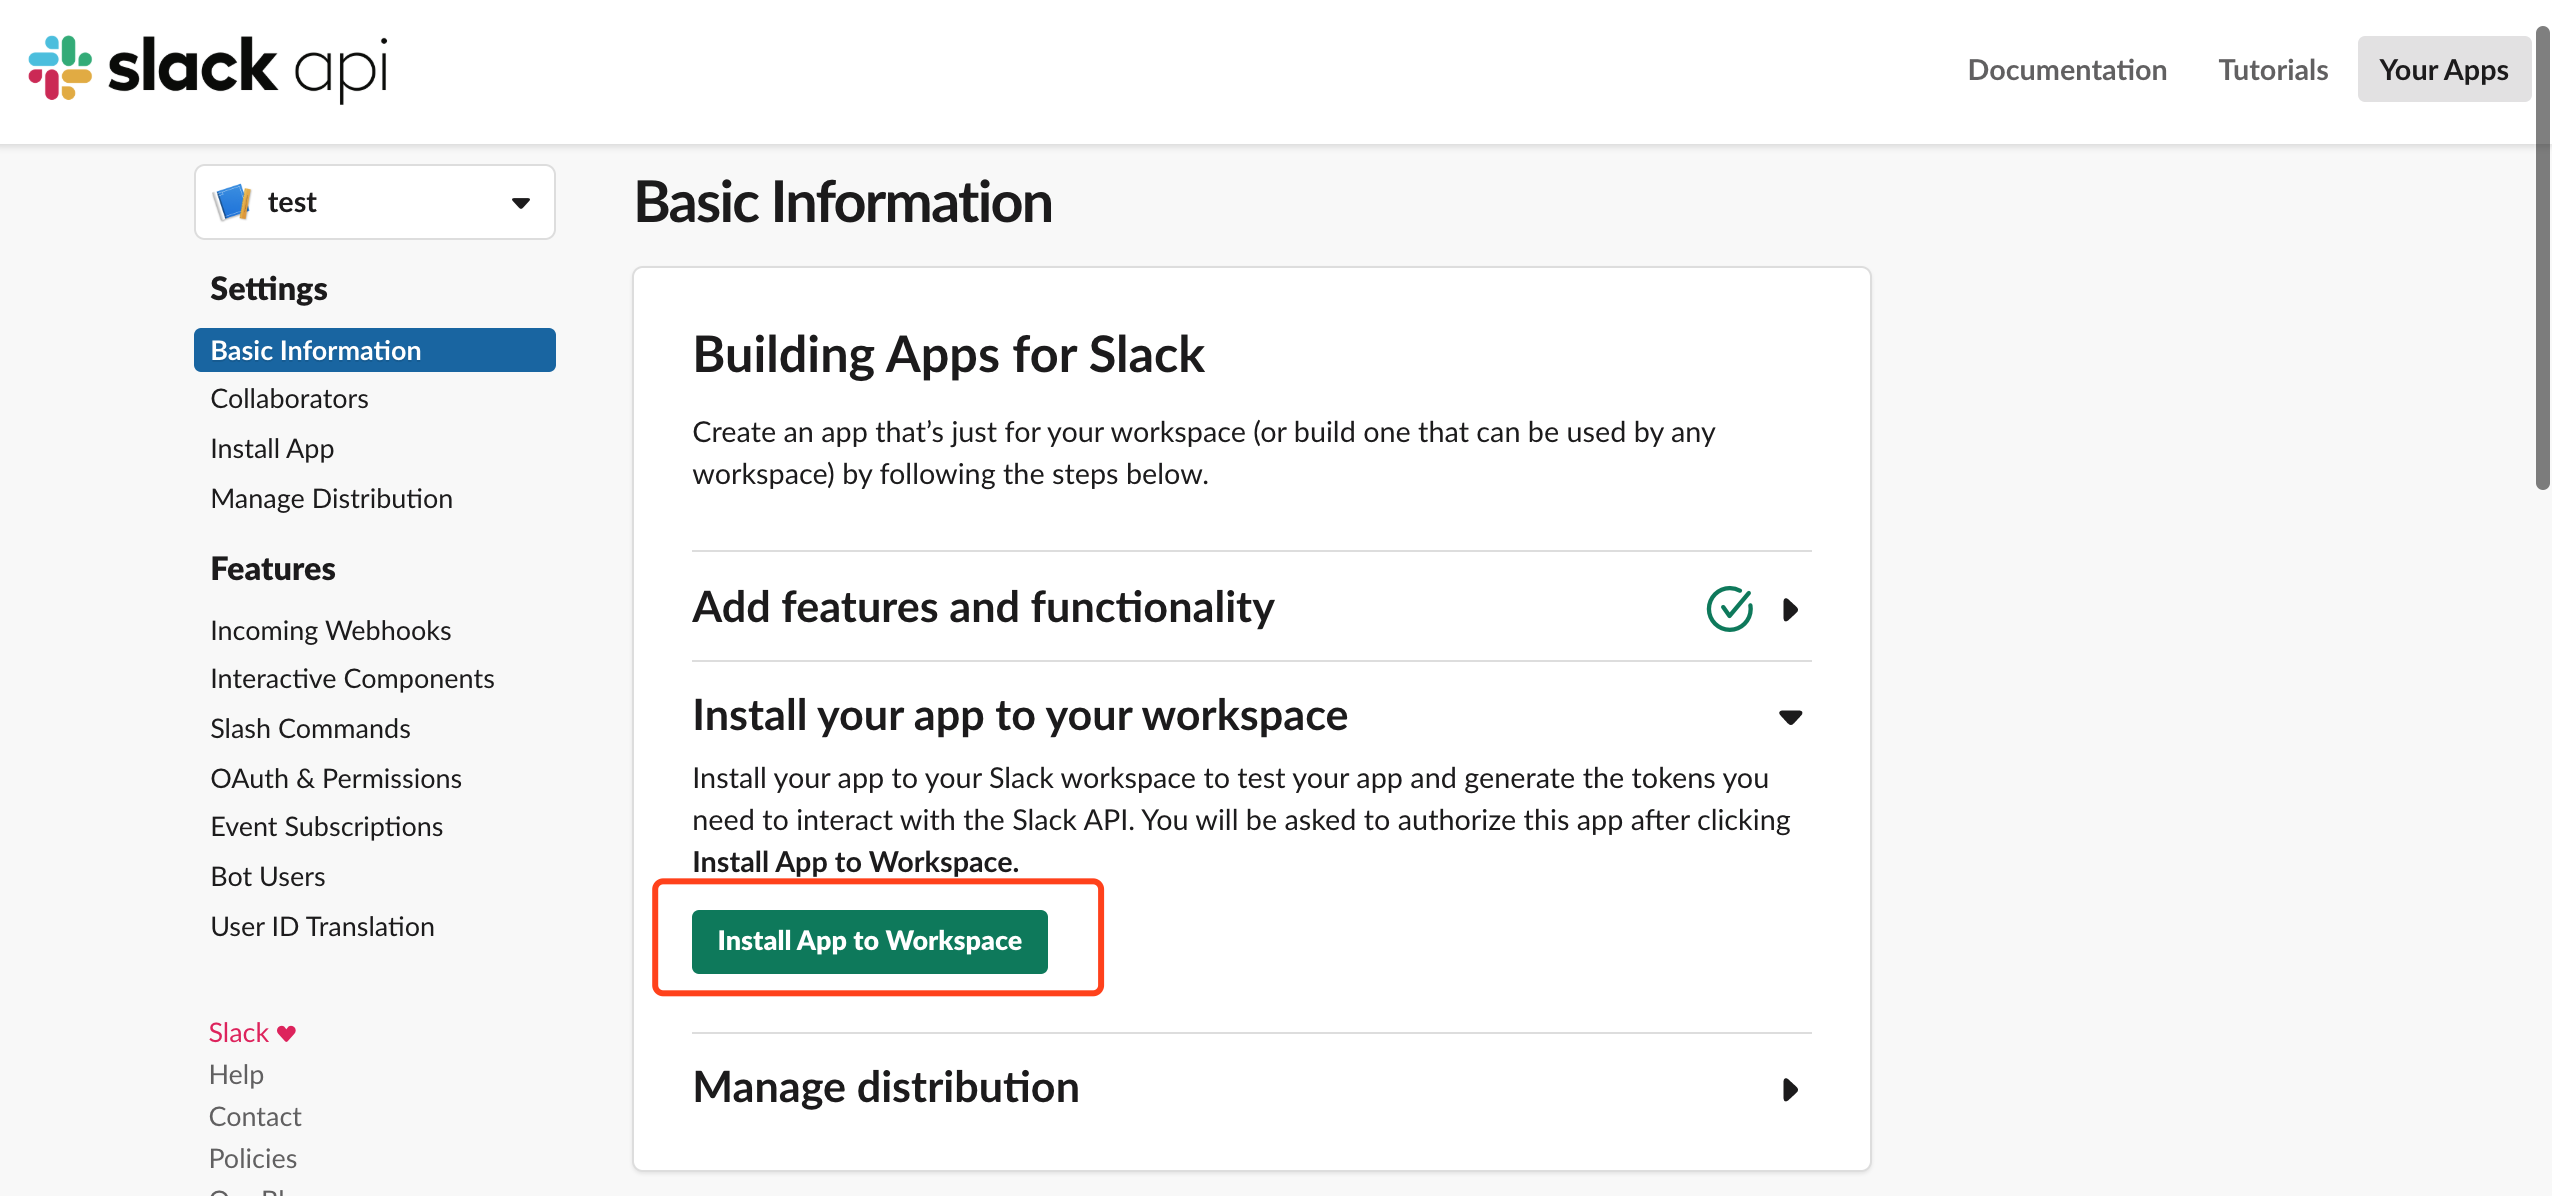 slack api
Documentation
Tutorials
Your Apps
test
Settings
Basic Information
Collaborators
Install App
Manage Distribution
Features
Incoming Webhooks
Interactive Components
Slash Commands
OAuth & Permissions
Event Subscriptions
Bot Users
User ID Translation
Slack
Help
Contact
Policies
Basic Information
Building Apps for Slack
Create an app that’s just for your workspace (or build one that can be used by any
workspace) by following the steps below.
Add features and functionality
Install your app to your workspace
Install your app to your Slack workspace to test your app and generate the tokens you
need to interact with the Slack API. You will be asked to authorize this app after clicking
Install App to Workspace.
Install App to Workspace
Manage distribution